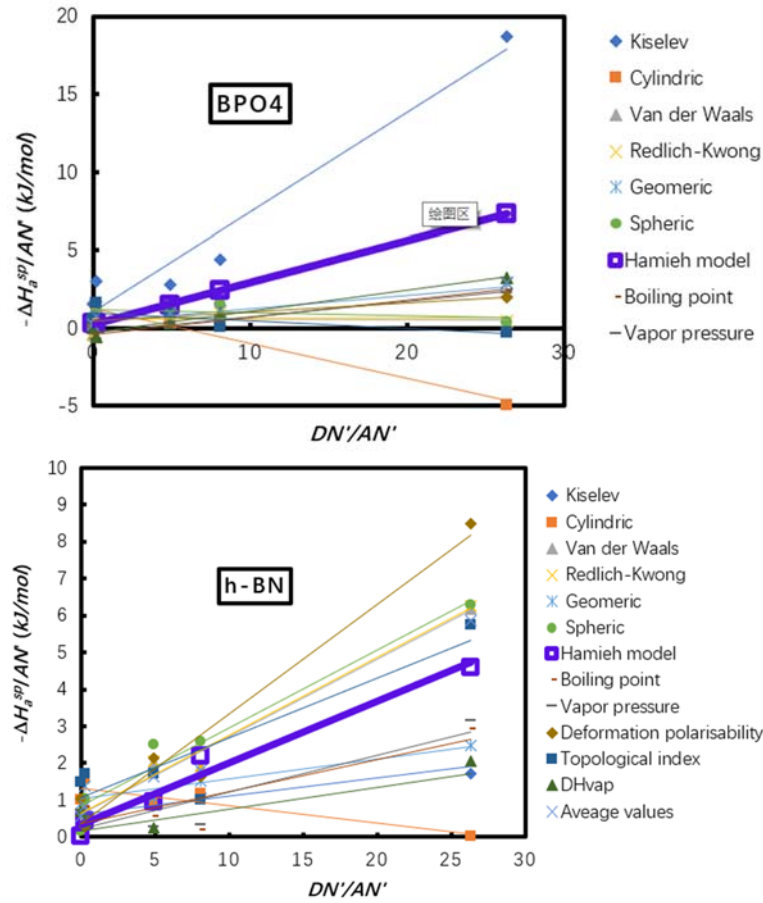 20
15
10
5
0
-5
0
10
20
30
BPO4
绘图区
-ΔHₐˢᵖ/AN' (kJ/mol)
DN'/AN'
Kiselev
Cylindric
Van der Waals
Redlich-Kwong
Geomeric
Spheric
Hamieh model
Boiling point
Vapor pressure
10
9
8
7
6
5
4
3
2
1
0
0
5
10
15
20
25
30
h-BN
-ΔHₐˢᵖ/AN' (kJ/mol)
DN'/AN'
Kiselev
Cylindric
Van der Waals
Redlich-Kwong
Geomeric
Spheric
Hamieh model
Boiling point
Vapor pressure
Deformation polarisability
Topological index
DHvap
Aveage values